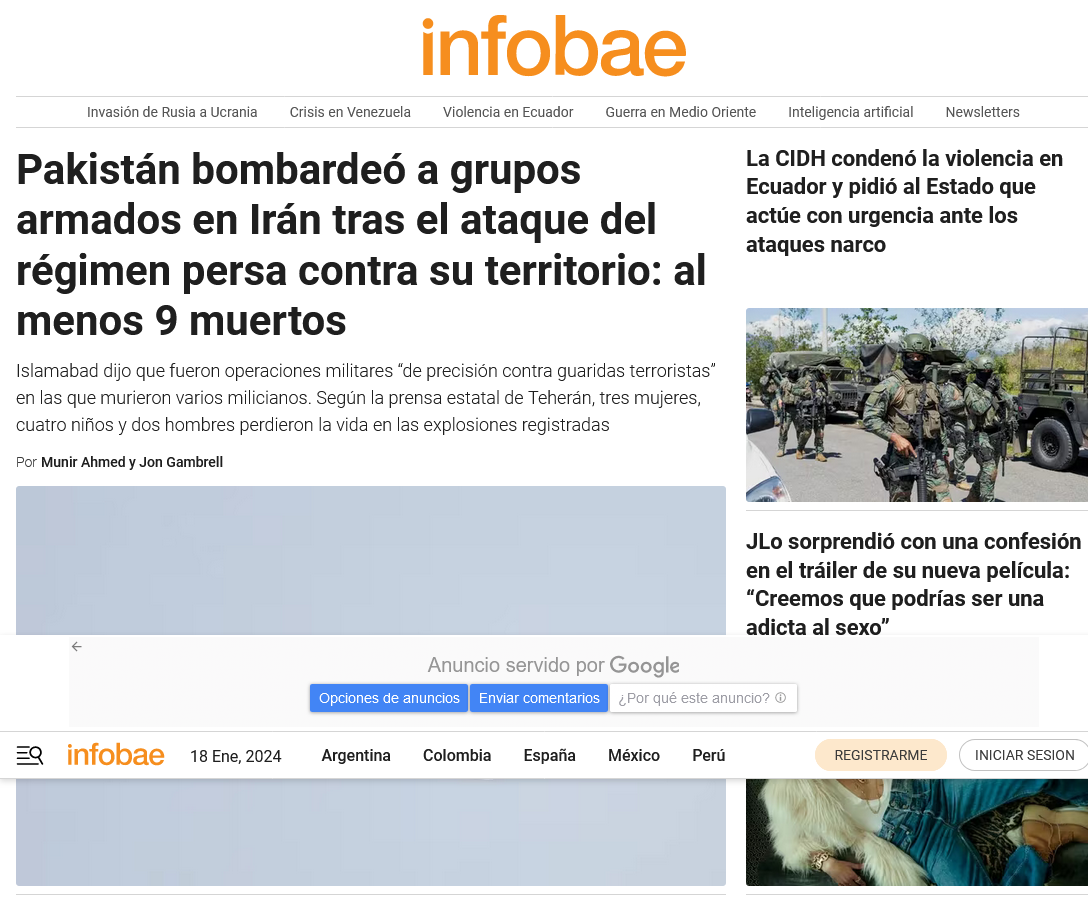 infobae
Invasión de Rusia a Ucrania Crisis en Venezuela Violencia en Ecuador Guerra en Medio Oriente Inteligencia artificial Newsletters
Pakistán bombardeó a grupos
armados en Irán tras el ataque del
régimen persa contra su territorio: al
menos 9 muertos
Islamabad dijo que fueron operaciones militares “de precisión contra guaridas terroristas”
en las que murieron varios milicianos. Según la prensa estatal de Teherán, tres mujeres,
cuatro niños y dos hombres perdieron la vida en las explosiones registradas
Por Munir Ahmed y Jon Gambrell
La CIDH condenó la violencia en
Ecuador y pidió al Estado que
actúe con urgencia ante los
ataques narco
JLo sorprendió con una confesión
en el tráiler de su nueva película:
“Creemos que podrías ser una
adicta al sexo”
Anuncio servido por Google
Opciones de anuncios Enviar comentarios ¿Por qué este anuncio?
infobae 18 Ene, 2024 Argentina Colombia España México Perú REGISTRARME INICIAR SESION